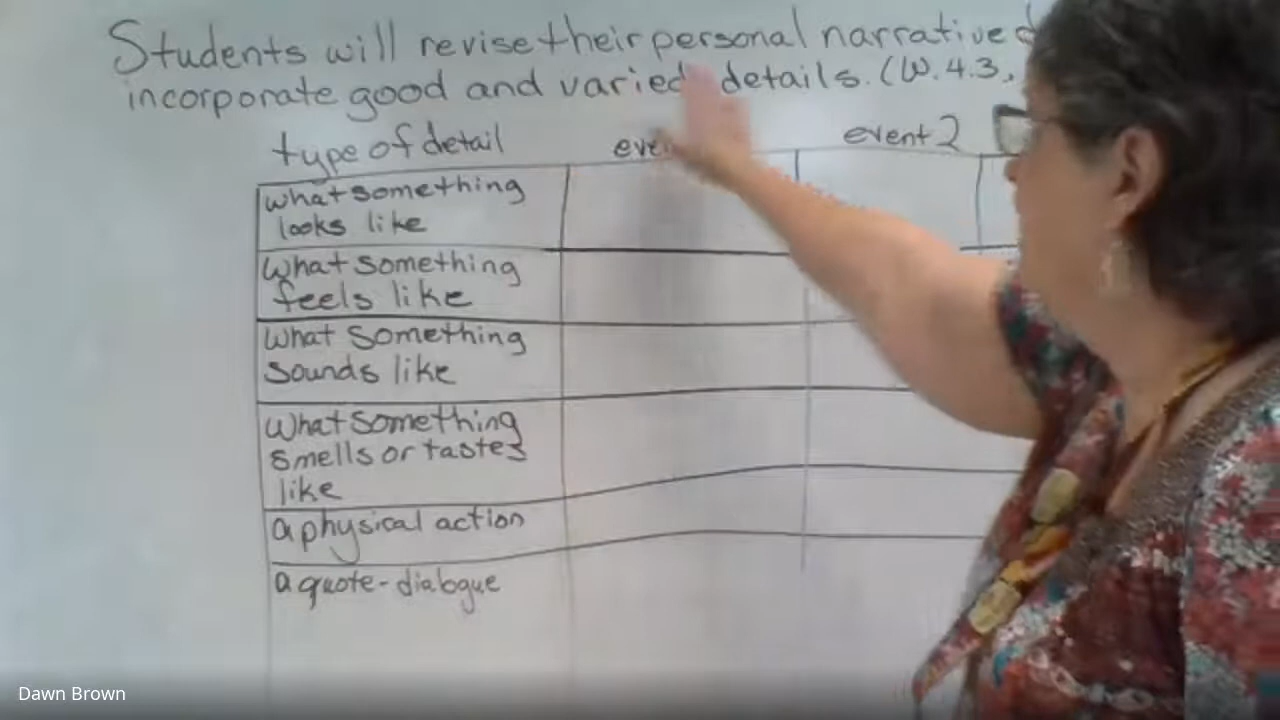 Students will revise their personal narrative
incorporate good and varied details. (W.4.3,
type of detail
event 2
what something
looks like
What something
feels like
What something
sounds like
What something
smells or tastes
like
a physical action
a quote-dialogue
Dawn Brown